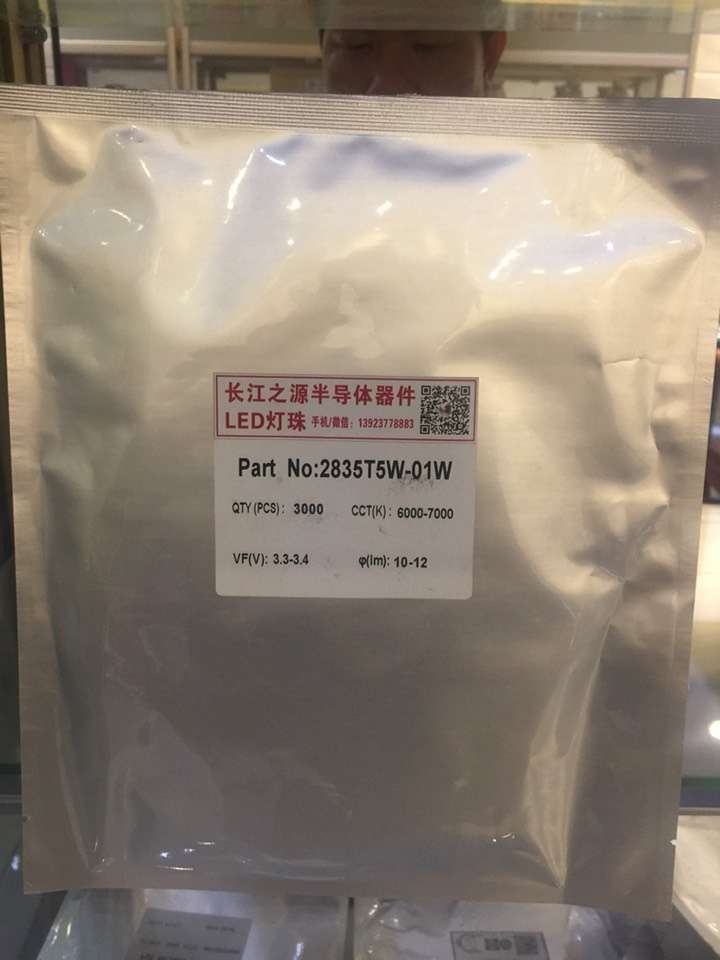 长江之源半导体器件
LED灯珠 手机/微信：13923778883
Part No:2835T5W-01W
QTY (PCS): 3000 CCT(K): 6000-7000
VF(V): 3.3-3.4 φ(lm): 10-12